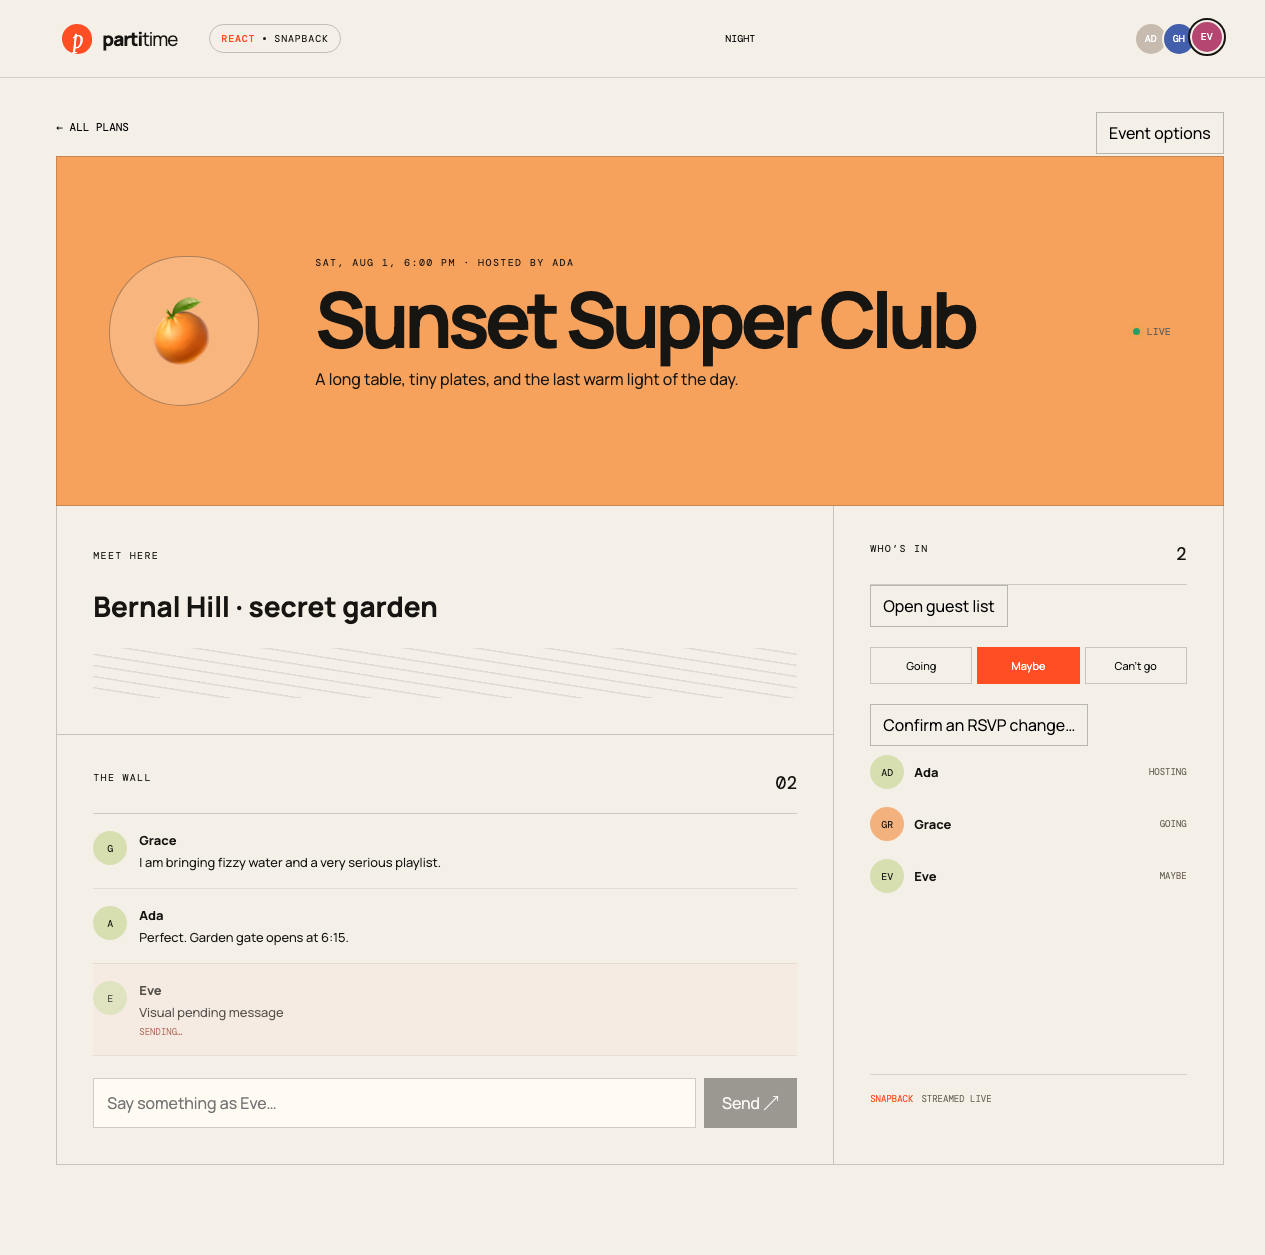 p partitime
REACT • SNAPBACK
NIGHT
AD GH EV
← ALL PLANS
Event options
SAT, AUG 1, 6:00 PM · HOSTED BY ADA
Sunset Supper Club
A long table, tiny plates, and the last warm light of the day.
LIVE
MEET HERE
Bernal Hill · secret garden
THE WALL
02
G
Grace
I am bringing fizzy water and a very serious playlist.
A
Ada
Perfect. Garden gate opens at 6:15.
E
Eve
Visual pending message
SENDING…
Say something as Eve…
Send ↗
WHO'S IN
2
Open guest list
Going
Maybe
Can't go
Confirm an RSVP change…
AD Ada HOSTING
GR Grace GOING
EV Eve MAYBE
SNAPBACK STREAMED LIVE